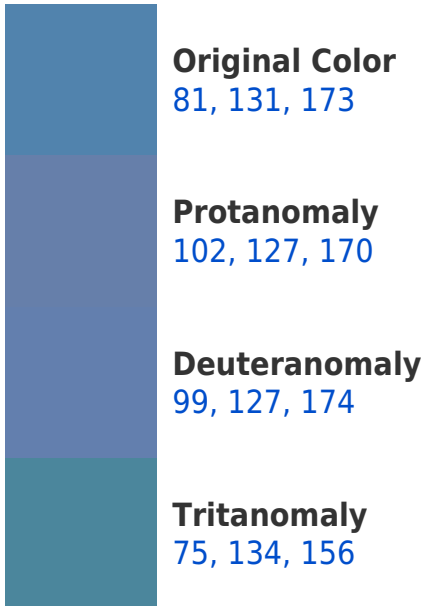 Original Color
81, 131, 173
Protanomaly
102, 127, 170
Deuteranomaly
99, 127, 174
Tritanomaly
75, 134, 156